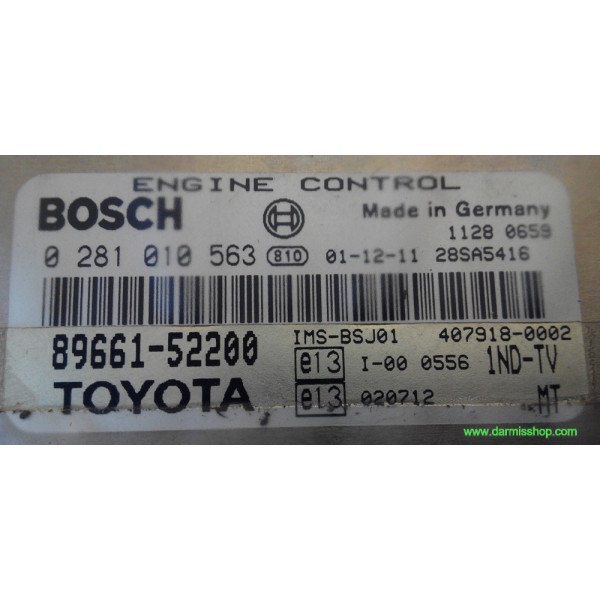 ENGINE CONTROL
BOSCH Made in Germany
1128 0659
0 281 010 563 810 01-12-11 28SA5416
IMS-BSJ01 407918-0002
89661-52200 e13 I-00 0556 1ND-TV
TOYOTA e13 020712 MT
www.darmisshop.com